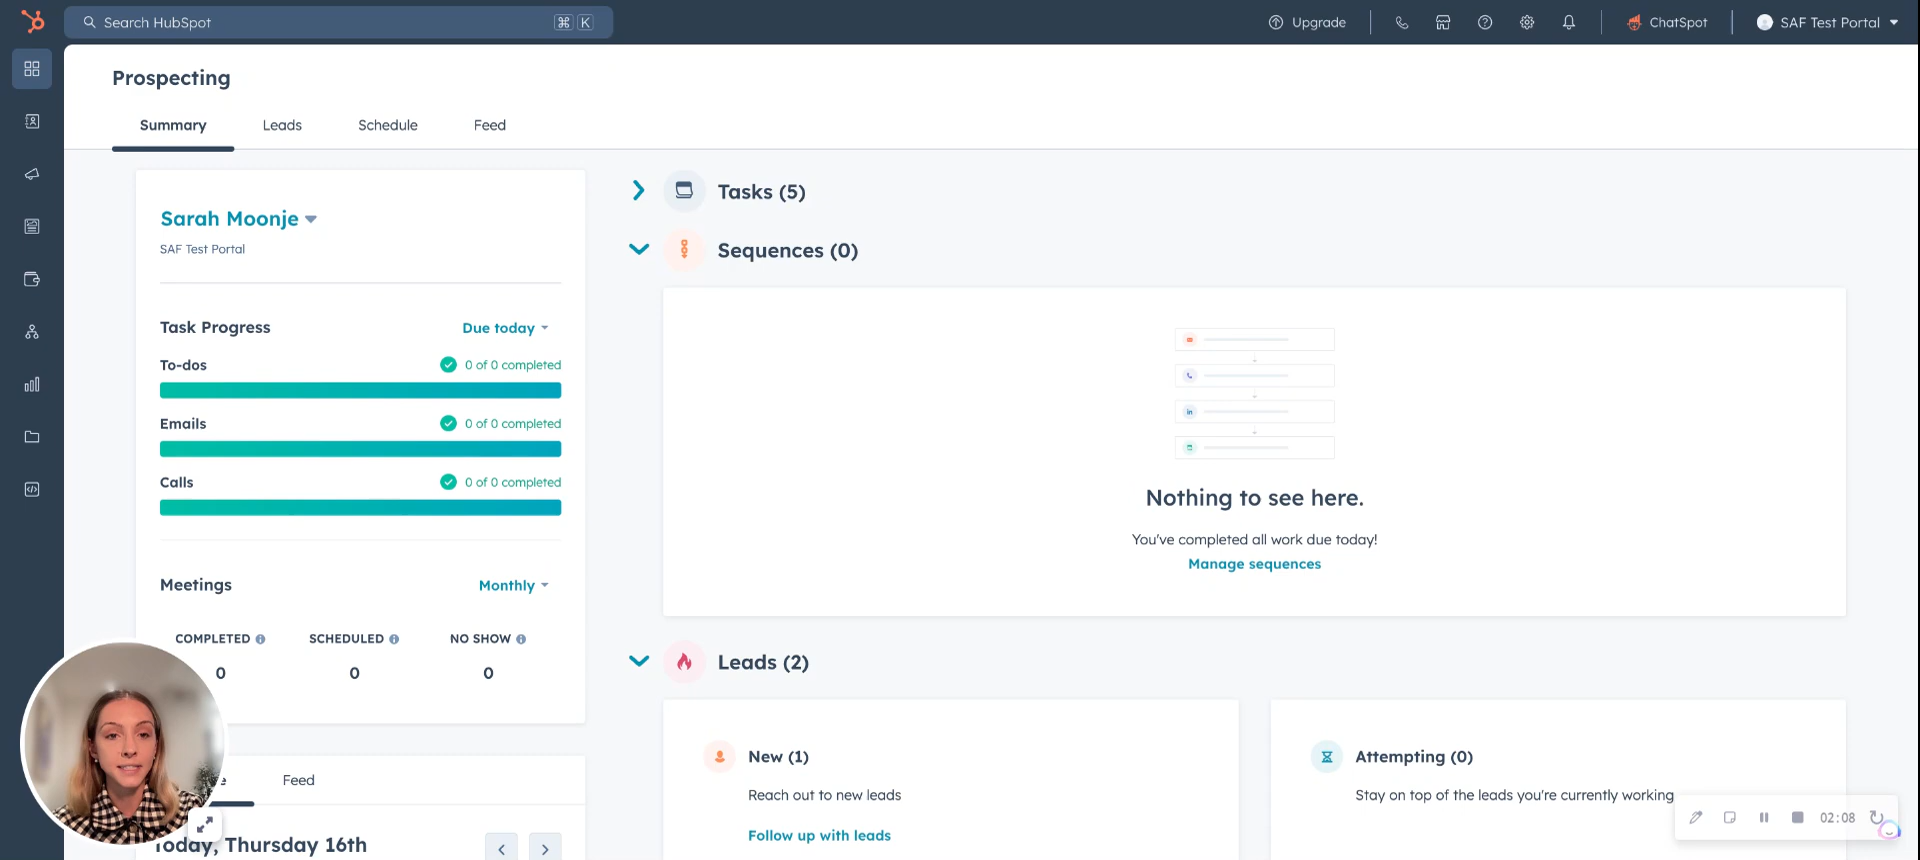 Search HubSpot
⌘ K
Upgrade
ChatSpot
SAF Test Portal
Prospecting
Summary
Leads
Schedule
Feed
Sarah Moonje
SAF Test Portal
Task Progress
Due today
To-dos
0 of 0 completed
Emails
0 of 0 completed
Calls
0 of 0 completed
Meetings
Monthly
COMPLETED
SCHEDULED
NO SHOW
0
0
0
Feed
Today, Thursday 16th
Tasks (5)
Sequences (0)
Nothing to see here.
You've completed all work due today!
Manage sequences
Leads (2)
New (1)
Reach out to new leads
Follow up with leads
Attempting (0)
Stay on top of the leads you're currently working
02:08